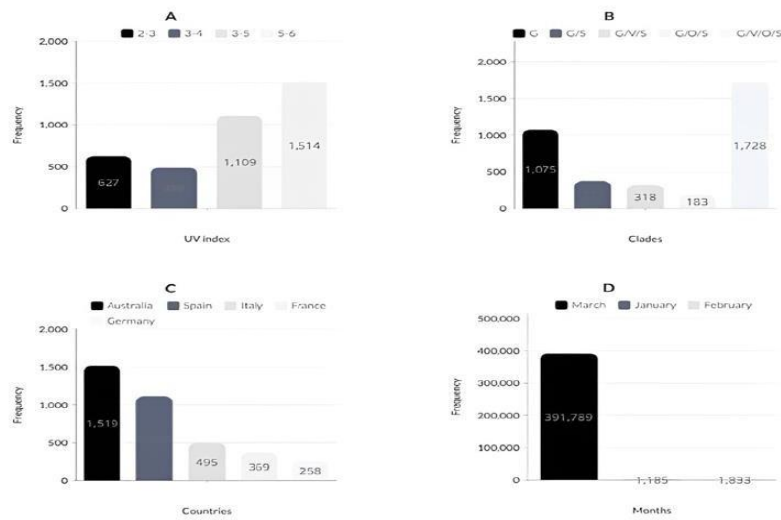 A
2-3 3-4 3-5 5-6
2,000
1,500
1,000
500
0
Frequency
627
1,109
1,514
UV index
B
G G/S G/V/S G/O/S G/V/O/S
2,000
1,500
1,000
500
0
Frequency
1,075
318
183
1,728
Clades
C
Australia Spain Italy France
Germany
2,000
1,500
1,000
500
0
Frequency
1,519
495
369
258
Countries
D
March January February
500,000
400,000
300,000
200,000
100,000
0
Frequency
391,789
1,185
1,833
Months